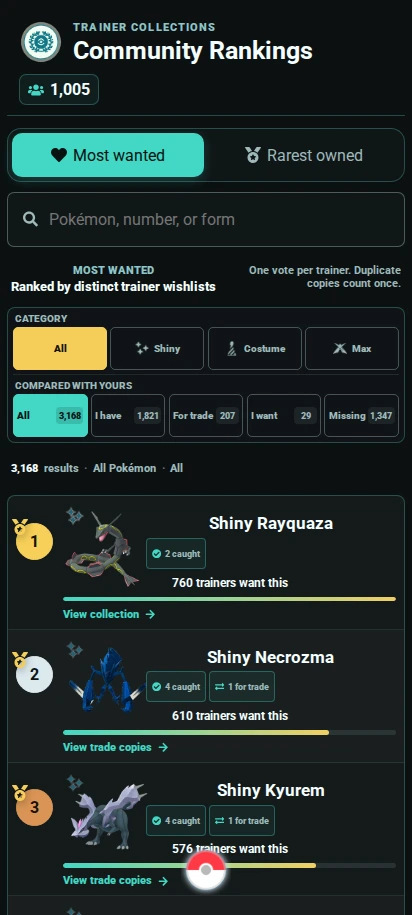 TRAINER COLLECTIONS
Community Rankings
1,005
Most wanted
Rarest owned
Pokémon, number, or form
MOST WANTED
Ranked by distinct trainer wishlists
One vote per trainer. Duplicate
copies count once.
CATEGORY
All
Shiny
Costume
Max
COMPARED WITH YOURS
All 3,168
I have 1,821
For trade 207
I want 29
Missing 1,347
3,168 results · All Pokémon · All
1
Shiny Rayquaza
2 caught
760 trainers want this
View collection →
2
Shiny Necrozma
4 caught
1 for trade
610 trainers want this
View trade copies →
3
Shiny Kyurem
4 caught
1 for trade
576 trainers want this
View trade copies →